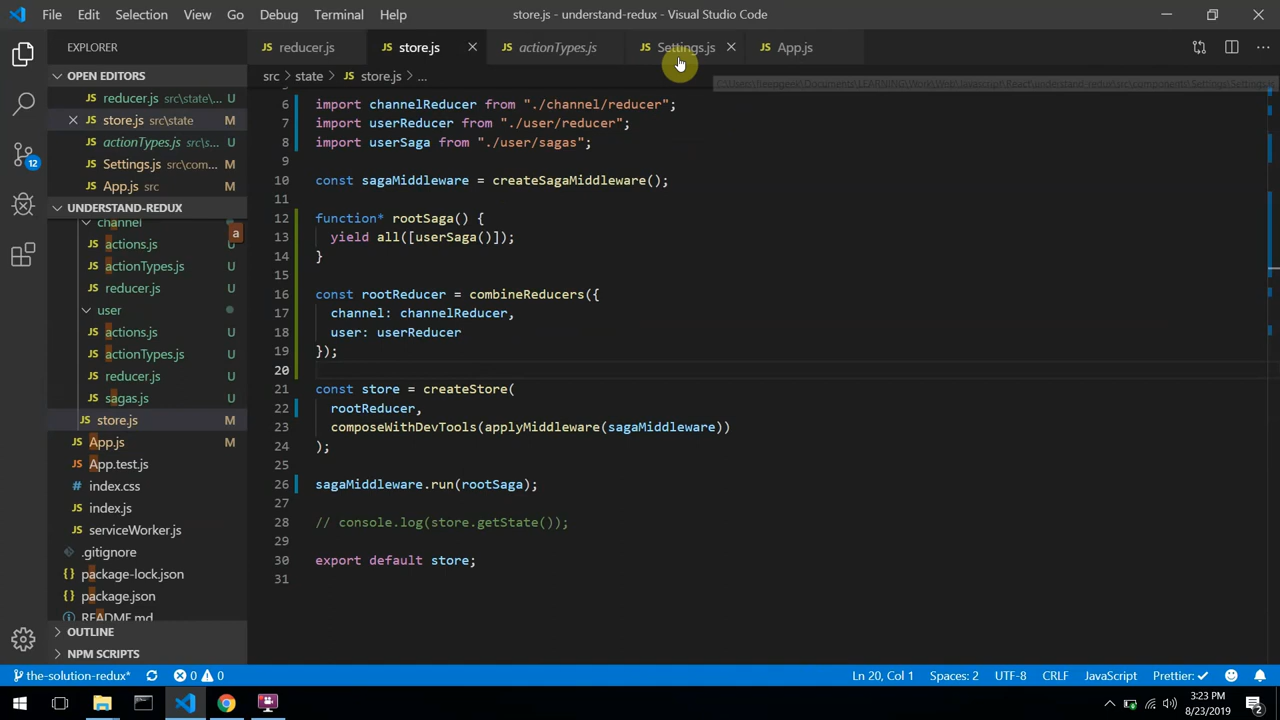 File Edit Selection View Go Debug Terminal Help store.js - understand-redux - Visual Studio Code
EXPLORER
OPEN EDITORS
reducer.js src\state\... U
store.js src\state M
actionTypes.js src\s... U
Settings.js src\com... M
App.js src M
UNDERSTAND-REDUX
channel
a
actions.js U
actionTypes.js U
reducer.js U
user
actions.js U
actionTypes.js U
reducer.js U
sagas.js U
store.js M
App.js M
App.test.js
index.css
index.js
serviceWorker.js
.gitignore
package-lock.json
package.json
README.md
OUTLINE
NPM SCRIPTS
reducer.js store.js actionTypes.js Settings.js App.js
src > state > store.js > ...
6 import channelReducer from "./channel/reducer";
7 import userReducer from "./user/reducer";
8 import userSaga from "./user/sagas";
9
10 const sagaMiddleware = createSagaMiddleware();
11
12 function* rootSaga() {
13 yield all([userSaga()]);
14 }
15
16 const rootReducer = combineReducers({
17 channel: channelReducer,
18 user: userReducer
19 });
20
21 const store = createStore(
22 rootReducer,
23 composeWithDevTools(applyMiddleware(sagaMiddleware))
24 );
25
26 sagaMiddleware.run(rootSaga);
27
28 // console.log(store.getState());
29
30 export default store;
31
12
the-solution-redux* 0 0 Ln 20, Col 1 Spaces: 2 UTF-8 CRLF JavaScript Prettier: ✓
3:23 PM
8/23/2019
2